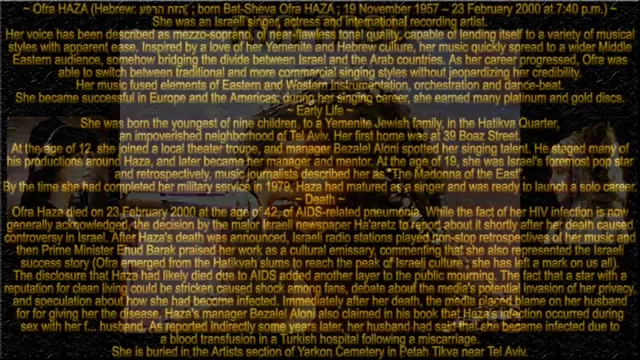 ~ Ofra HAZA (Hebrew: עפרה חזה ; born Bat-Sheva Ofra HAZA ; 19 November 1957 – 23 February 2000 at 7:40 p.m.) ~
She was an Israeli singer, actress and international recording artist.
Her voice has been described as mezzo-soprano, of near-flawless tonal quality, capable of lending itself to a variety of musical
styles with apparent ease. Inspired by a love of her Yemenite and Hebrew culture, her music quickly spread to a wider Middle
Eastern audience, somehow bridging the divide between Israel and the Arab countries. As her career progressed, Ofra was
able to switch between traditional and more commercial singing styles without jeopardizing her credibility.
Her music fused elements of Eastern and Western instrumentation, orchestration and dance-beat.
She became successful in Europe and the Americas; during her singing career, she earned many platinum and gold discs.
~ Early Life ~
She was born the youngest of nine children, to a Yemenite Jewish family, in the Hatikva Quarter,
an impoverished neighborhood of Tel Aviv. Her first home was at 39 Boaz Street.
At the age of 12, she joined a local theater troupe, and manager Bezalel Aloni spotted her singing talent. He staged many of
his productions around Haza, and later became her manager and mentor. At the age of 19, she was Israel's foremost pop star
and retrospectively, music journalists described her as "The Madonna of the East".
By the time she had completed her military service in 1979, Haza had matured as a singer and was ready to launch a solo career.
~ Death ~
Ofra Haza died on 23 February 2000 at the age of 42, of AIDS-related pneumonia. While the fact of her HIV infection is now
generally acknowledged, the decision by the major Israeli newspaper Ha'aretz to report about it shortly after her death caused
controversy in Israel. After Haza's death was announced, Israeli radio stations played non-stop retrospectives of her music and
then Prime Minister Ehud Barak praised her work as a cultural emissary, commenting that she also represented the Israeli
success story (Ofra emerged from the Hatikvah slums to reach the peak of Israeli culture ; she has left a mark on us all).
The disclosure that Haza had likely died due to AIDS added another layer to the public mourning. The fact that a star with a
reputation for clean living could be stricken caused shock among fans, debate about the media's potential invasion of her privacy,
and speculation about how she had become infected. Immediately after her death, the media placed blame on her husband
for for giving her the disease. Haza's manager Bezalel Aloni also claimed in his book that Haza's infection occurred during
sex with her f... husband. As reported indirectly some years later, her husband had said that she became infected due to
a blood transfusion in a Turkish hospital following a miscarriage.
She is buried in the Artists section of Yarkon Cemetery in Petah Tikva near Tel Aviv.